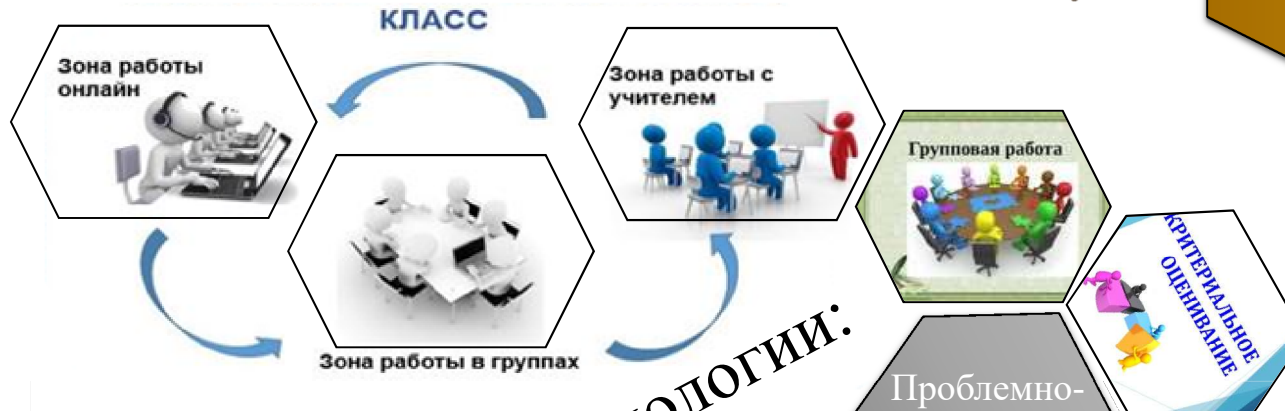 КЛАСС
Зона работы
онлайн
Зона работы с
учителем
Зона работы в группах
Групповая работа
КРИТЕРИАЛЬНОЕ
ОЦЕНИВАНИЕ
Проблемно-